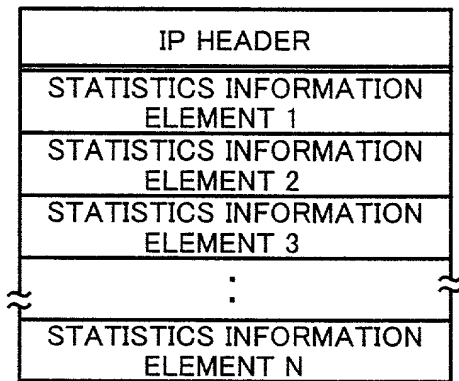 IP HEADER
STATISTICS INFORMATION
ELEMENT 1
STATISTICS INFORMATION
ELEMENT 2
STATISTICS INFORMATION
ELEMENT 3
:
STATISTICS INFORMATION
ELEMENT N